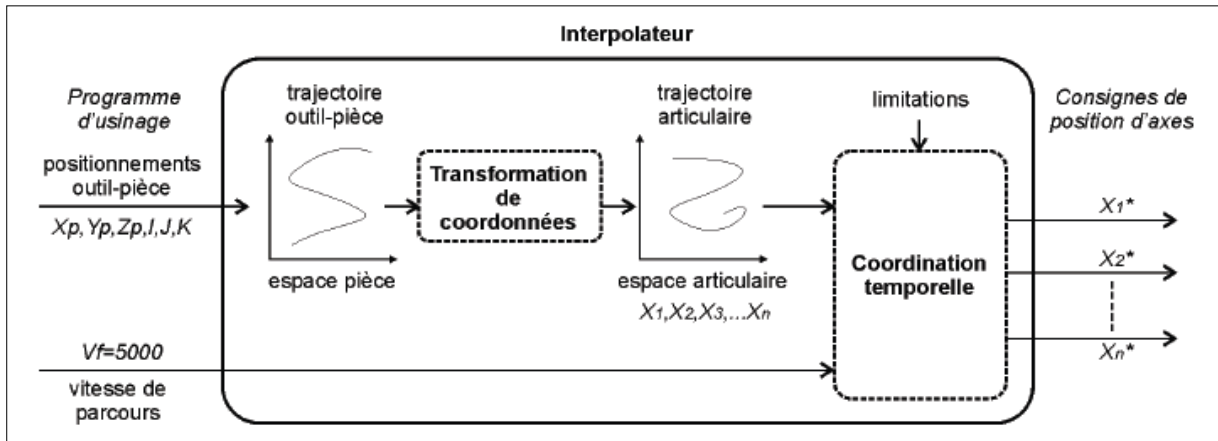 Interpolateur
Programme
d'usinage
positionnements
outil-pièce
Xp,Yp,Zp,I,J,K
trajectoire
outil-pièce
espace pièce
Transformation
de
coordonnées
trajectoire
articulaire
espace articulaire
X1,X2,X3,...Xn
limitations
Coordination
temporelle
Consignes de
position d'axes
X1*
X2*
Xn*
Vf=5000
vitesse de
parcours